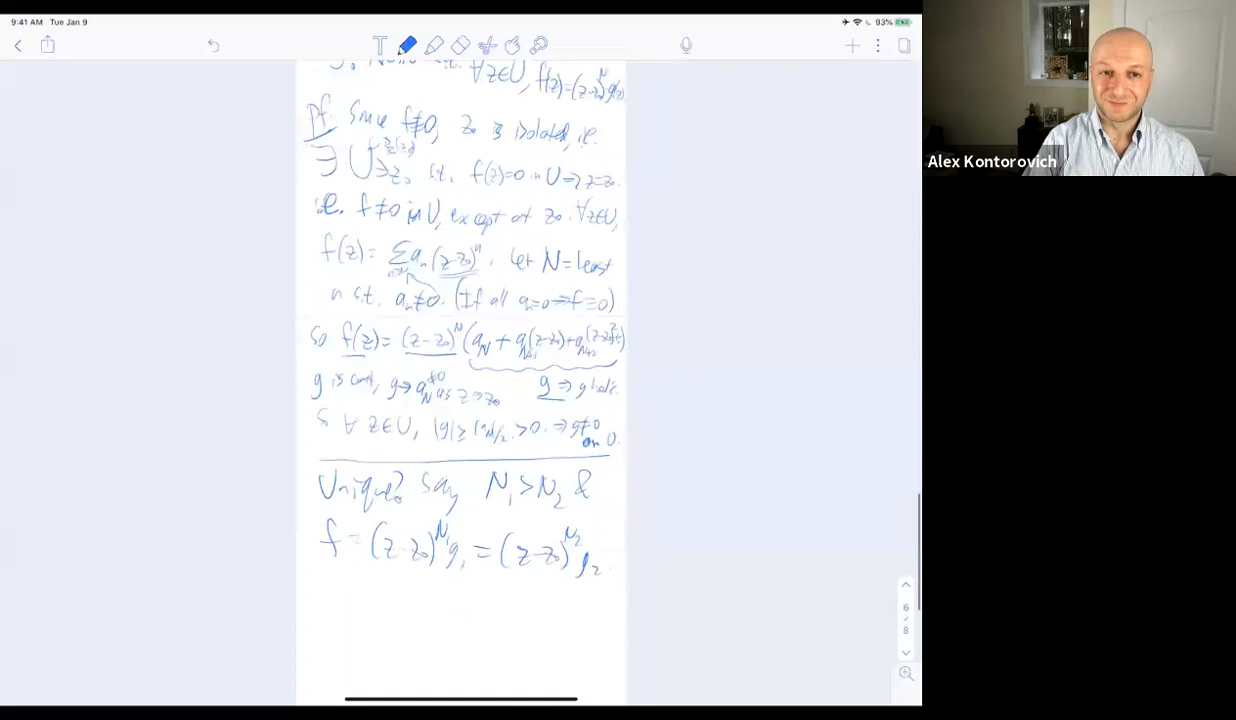 9:41 AM Tue Jan 9
93%
∀z∈U, f(z)=(z-z₀)^N g(z)
Pf. Since f≢0, z₀ is isolated, i.e.
∃ U∋z₀ s.t. f(z)=0 in U ⇒ z=z₀.
i.e. f≠0 in U, except at z₀. ∀z∈U,
f(z)= Σ aₙ(z-z₀)ⁿ. Let N=least
n s.t. aₙ≠0. (If all aₙ=0 ⇒ f≡0)
So f(z)= (z-z₀)^N (a_N + a_{N+1}(z-z₀)+a_{N+2}(z-z₀)²+
g is cont, g→a_N≠0 as z→z₀ g ⇒ g holo.
S ∀ z∈U, |g|≥|a_N|/2 >0. ⇒ g≠0
on U.
Unique? Say N₁>N₂ &
f = (z-z₀)^N₁ g₁ = (z-z₀)^N₂ g₂.
6
8
Alex Kontorovich